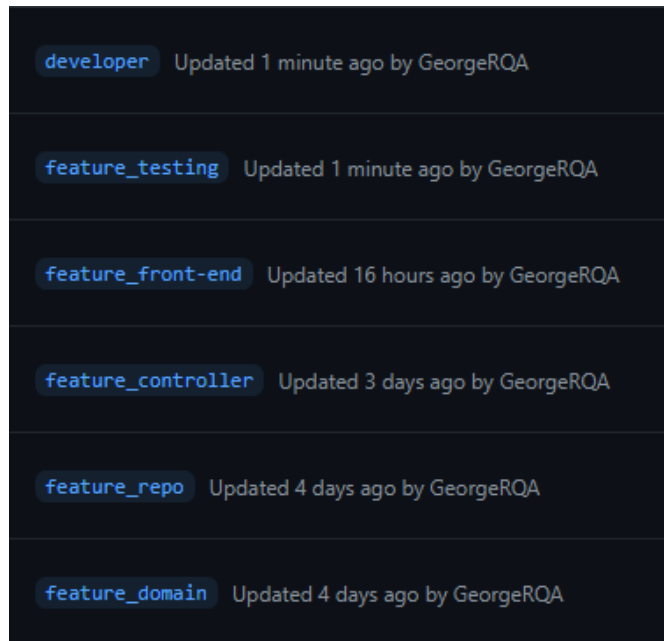 developer Updated 1 minute ago by GeorgeRQA
feature_testing Updated 1 minute ago by GeorgeRQA
feature_front-end Updated 16 hours ago by GeorgeRQA
feature_controller Updated 3 days ago by GeorgeRQA
feature_repo Updated 4 days ago by GeorgeRQA
feature_domain Updated 4 days ago by GeorgeRQA